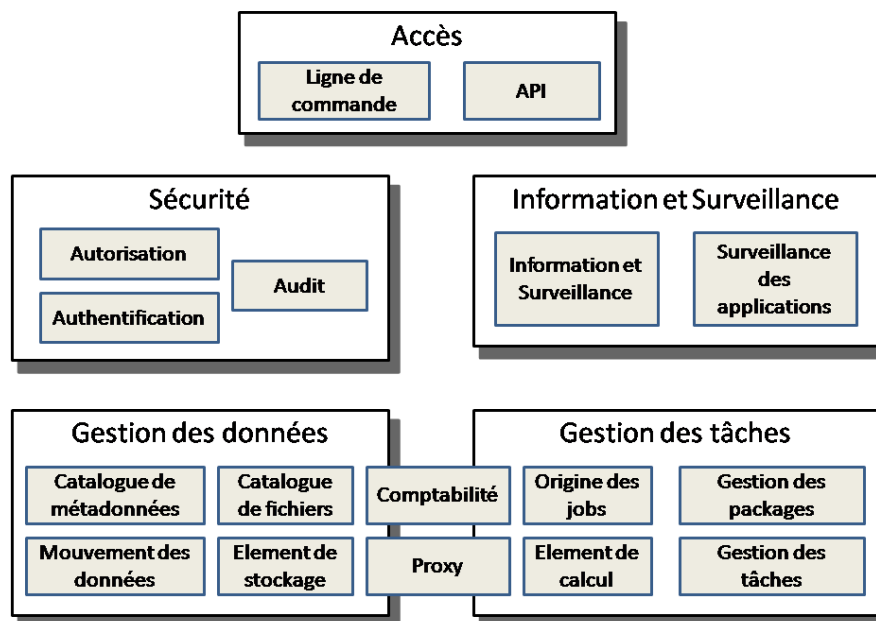 Accès
Ligne de
commande
API
Sécurité
Autorisation
Authentification
Audit
Information et Surveillance
Information et
Surveillance
Surveillance
des
applications
Gestion des données
Catalogue de
métadonnées
Catalogue
de fichiers
Mouvement des
données
Element de
stockage
Comptabilité
Proxy
Gestion des tâches
Origine des
jobs
Gestion des
packages
Element de
calcul
Gestion des
tâches